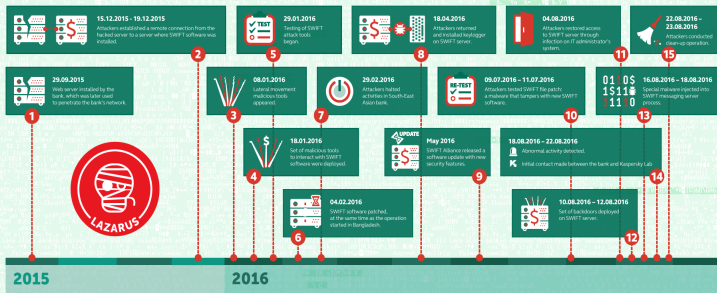 15.12.2015 - 19.12.2015
Attackers established a remote connection from the
hacked server to a server where SWIFT software was
installed.
2
TEST
29.01.2016
Testing of SWIFT
attack tools
began.
5
18.04.2016
Attackers returned
and installed keylogger
on SWIFT server.
8
04.08.2016
Attackers restored access
to SWIFT server through
infection on IT administrator's
system.
11
22.08.2016 –
23.08.2016
Attackers conducted
clean-up operation.
15
29.09.2015
Web server installed by the
bank, which was later used
to penetrate the bank's network.
1
08.01.2016
Lateral movement
malicious tools
appeared.
3
29.02.2016
Attackers halted
activities in South-East
Asian bank.
7
RE-TEST
09.07.2016 – 11.07.2016
Attackers tested SWIFT file patch:
a malware that tampers with new SWIFT
software.
10
0110$
1$11
1110
16.08.2016 – 18.08.2016
Special malware injected into
SWIFT messaging server
process.
13
18.01.2016
Set of malicious tools
to interact with SWIFT
software were deployed.
4
UPDATE
May 2016
SWIFT Alliance released a
software update with new
security features.
9
18.08.2016 – 22.08.2016
Abnormal activity detected.
Initial contact made between the bank and Kaspersky Lab
14
04.02.2016
SWIFT software patched,
at the same time as the operation
started in Bangladesh.
6
10.08.2016 – 12.08.2016
Set of backdoors deployed
on SWIFT server.
12
LAZARUS
2015
2016